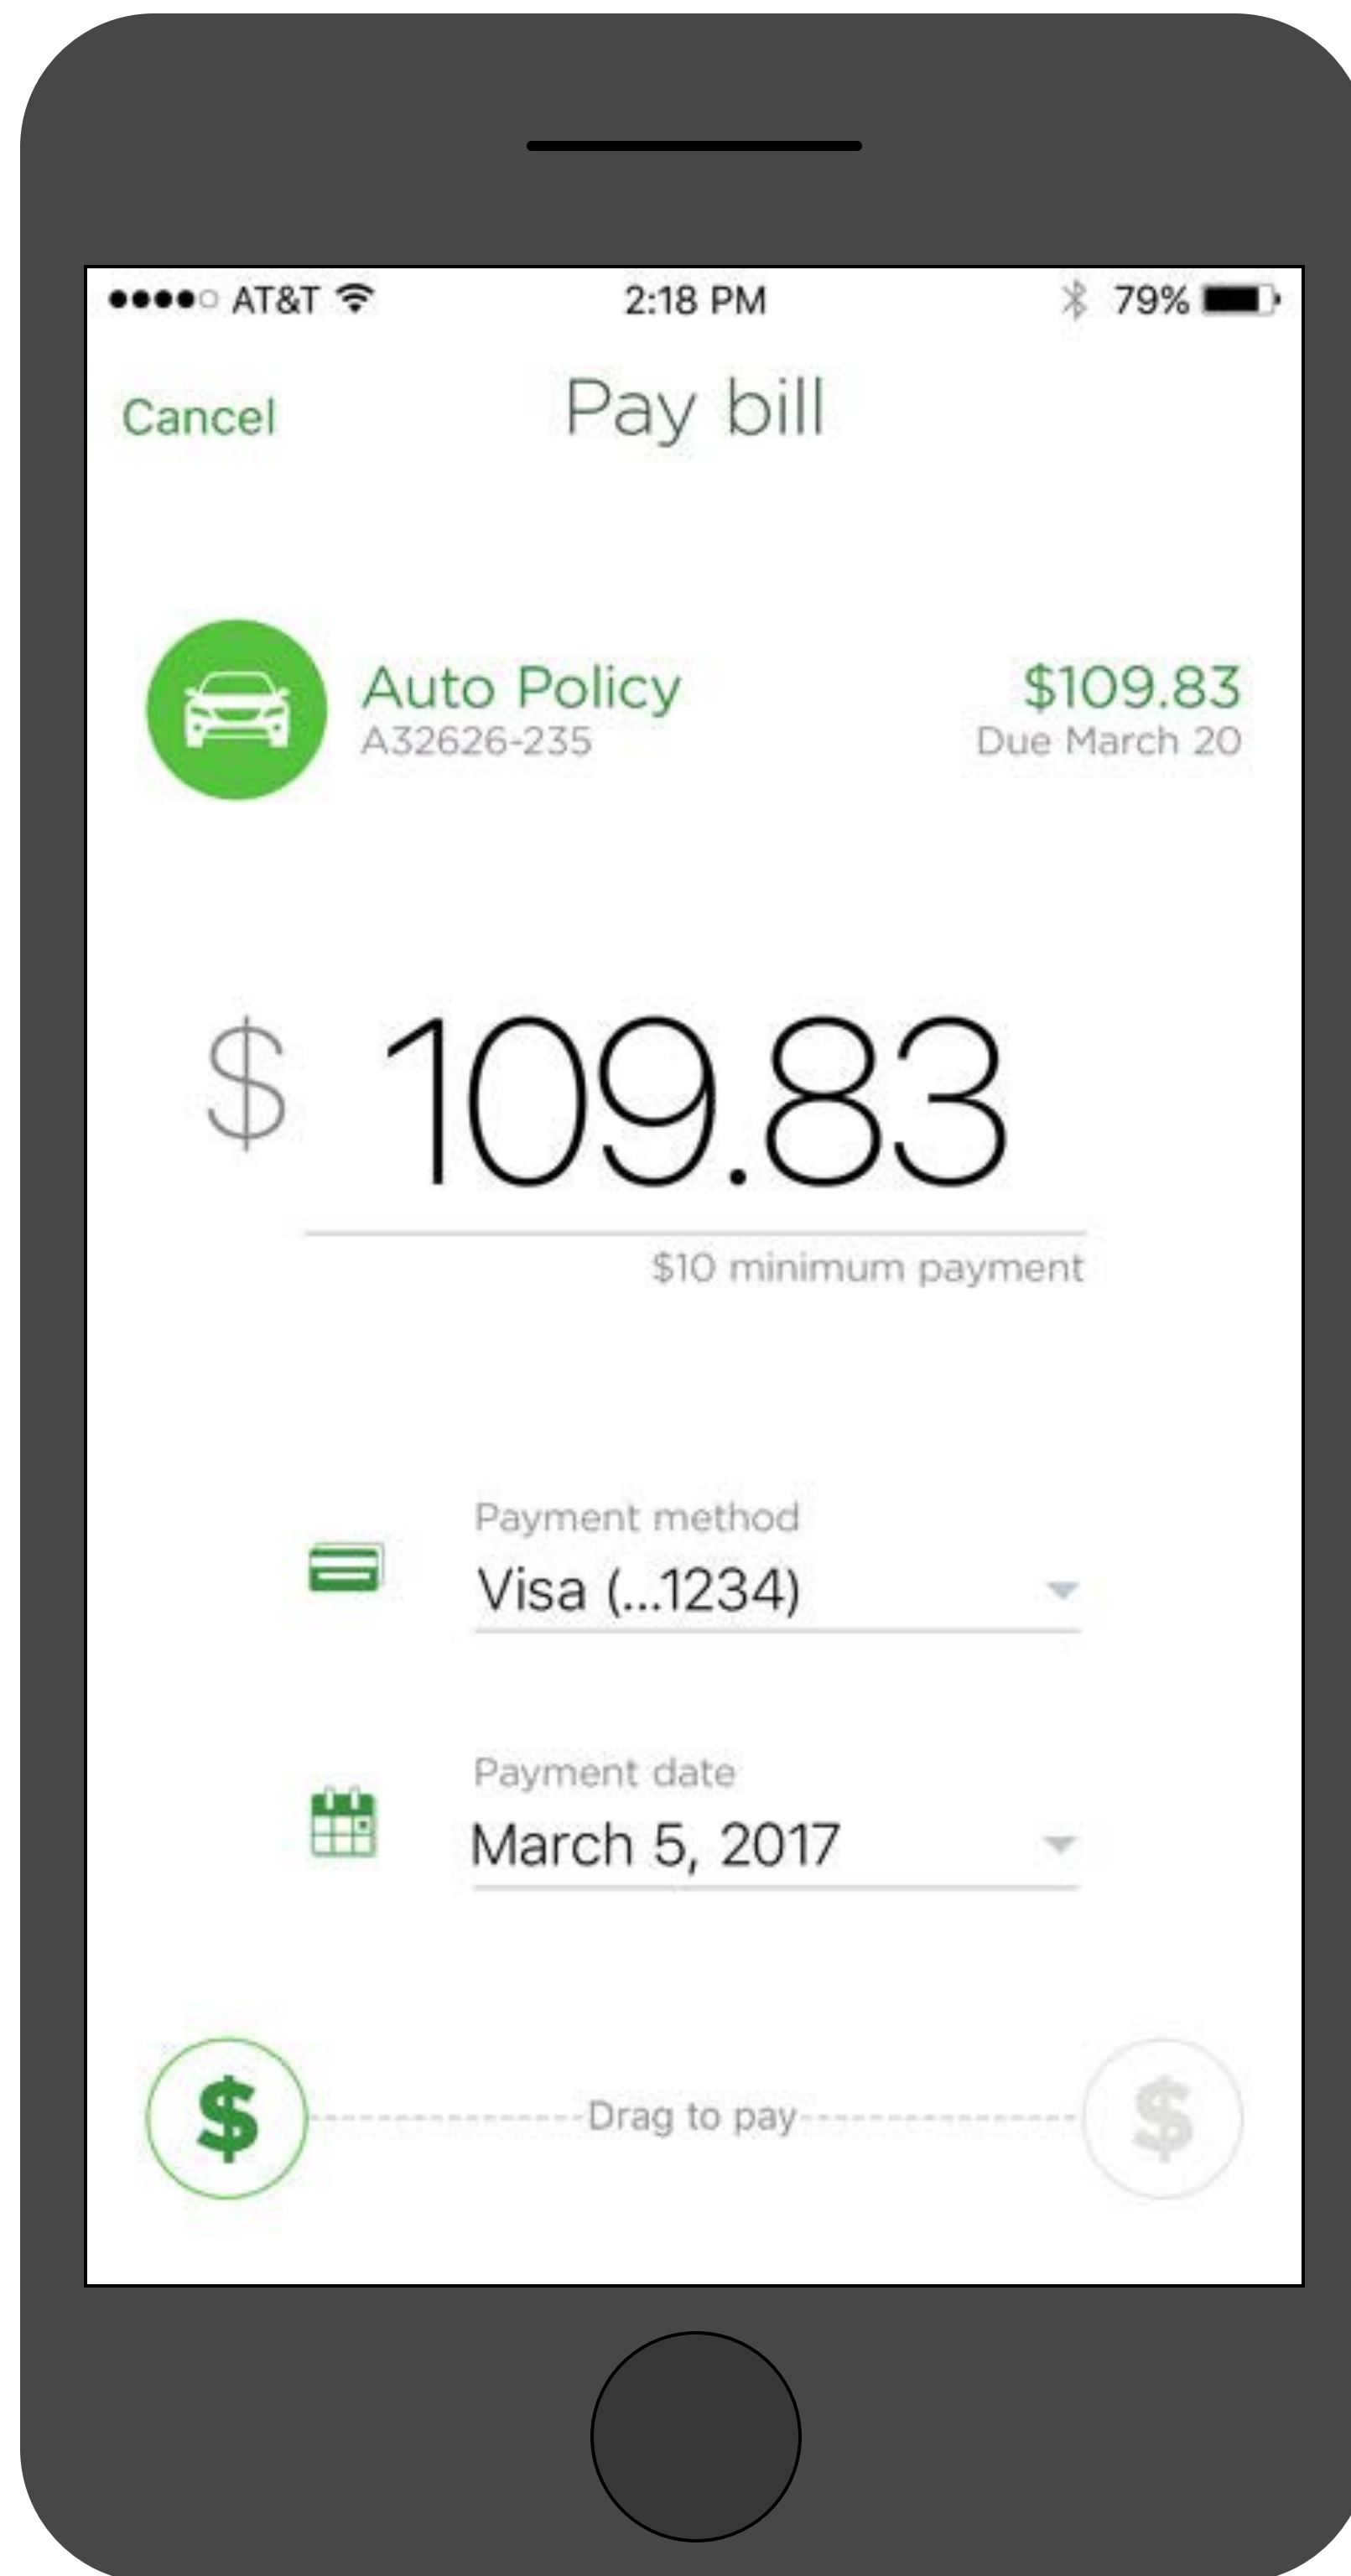 AT&T 2:18 PM 79%
Cancel Pay bill
Auto Policy $109.83
A32626-235 Due March 20
$ 109.83
$10 minimum payment
Payment method
Visa (...1234)
Payment date
March 5, 2017
$ Drag to pay $